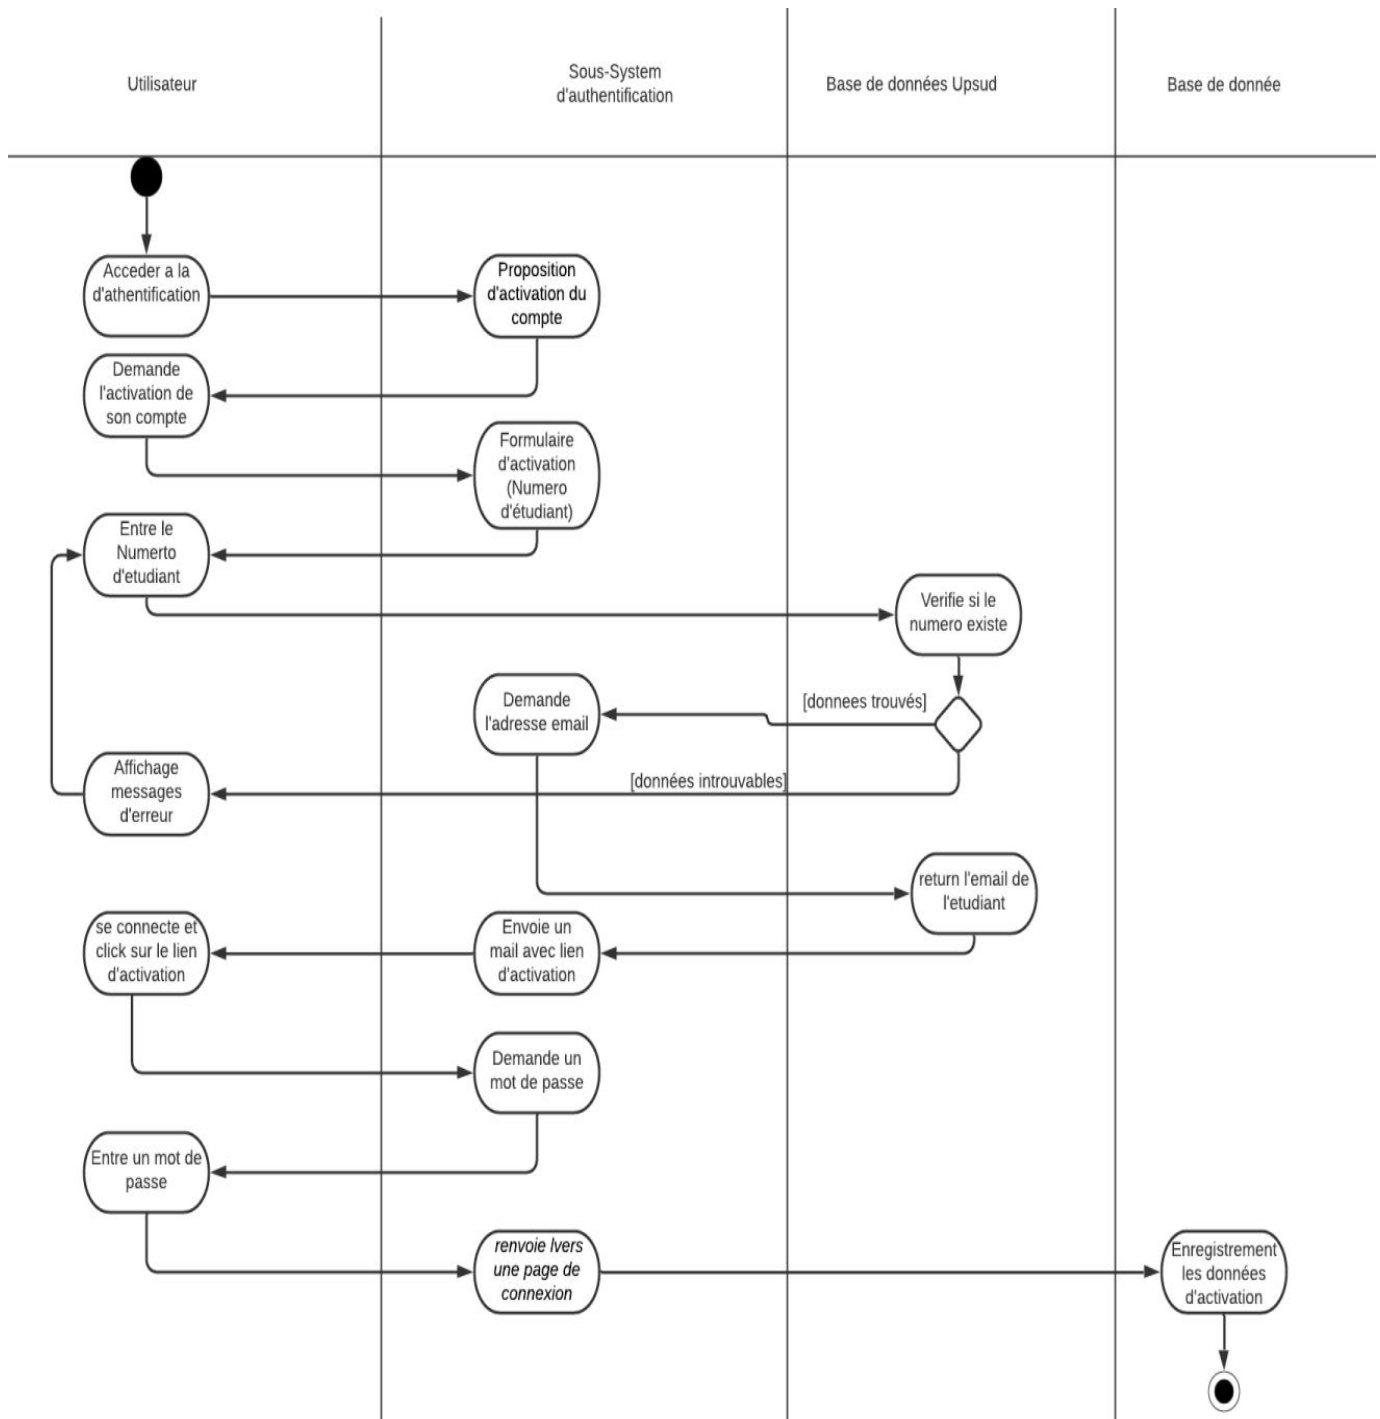 Utilisateur
Sous-System
d'authentification
Base de données Upsud
Base de donnée
Acceder a la
d'athentification
Proposition
d'activation du
compte
Demande
l'activation de
son compte
Formulaire
d'activation
(Numero
d'étudiant)
Entre le
Numerto
d'etudiant
Verifie si le
numero existe
Demande
l'adresse email
[donnees trouvés]
Affichage
messages
d'erreur
[données introuvables]
return l'email de
l'etudiant
se connecte et
click sur le lien
d'activation
Envoie un
mail avec lien
d'activation
Demande un
mot de passe
Entre un mot de
passe
renvoie lvers
une page de
connexion
Enregistrement
les données
d'activation